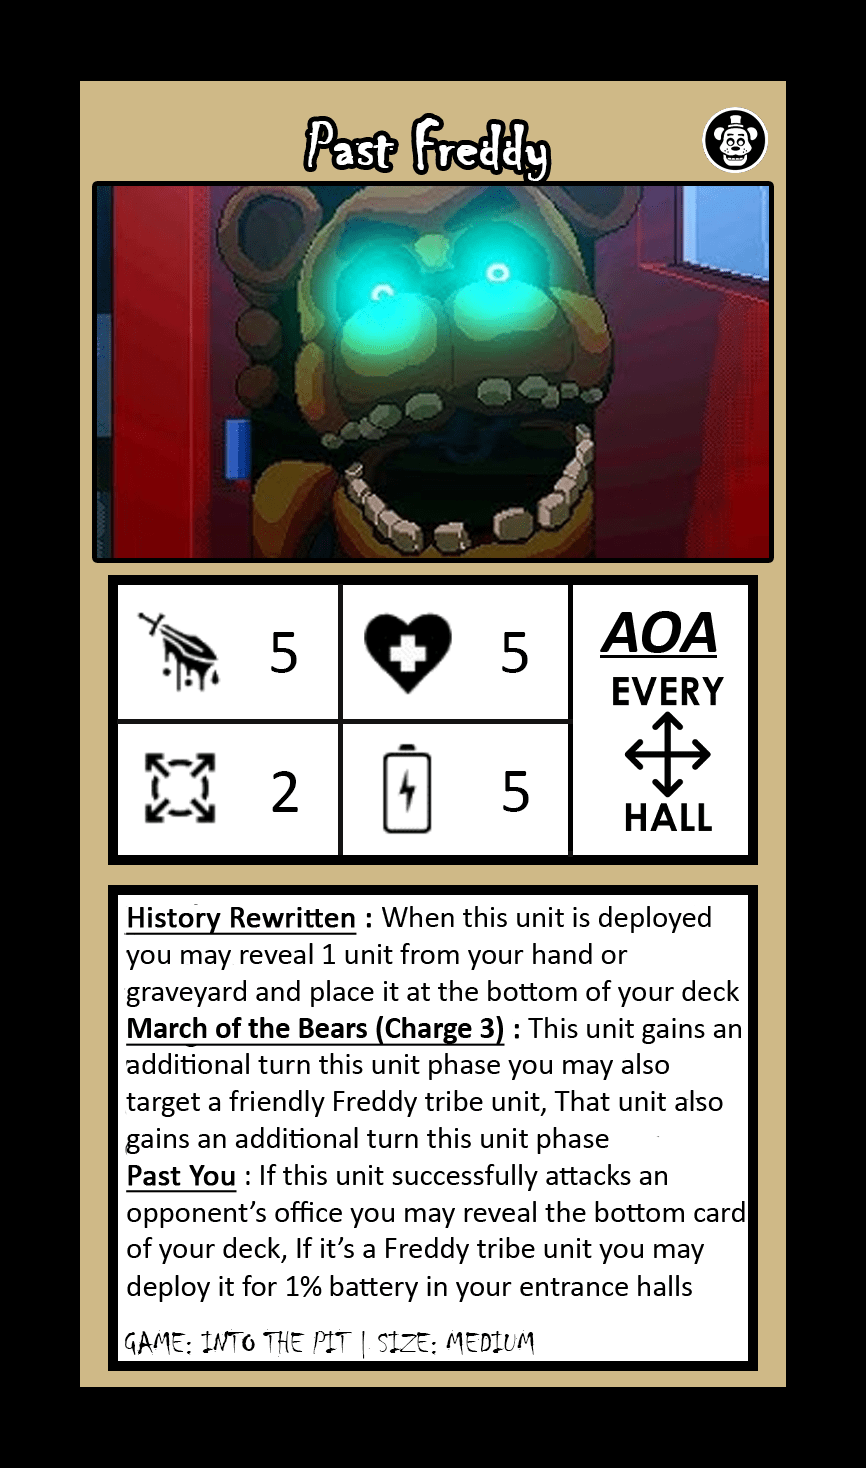 Past Freddy
5
5
AOA
EVERY
HALL
2
5
History Rewritten : When this unit is deployed
you may reveal 1 unit from your hand or
graveyard and place it at the bottom of your deck
March of the Bears (Charge 3) : This unit gains an
additional turn this unit phase you may also
target a friendly Freddy tribe unit, That unit also
gains an additional turn this unit phase
Past You : If this unit successfully attacks an
opponent's office you may reveal the bottom card
of your deck, If it's a Freddy tribe unit you may
deploy it for 1% battery in your entrance halls
GAME: INTO THE PIT | SIZE: MEDIUM